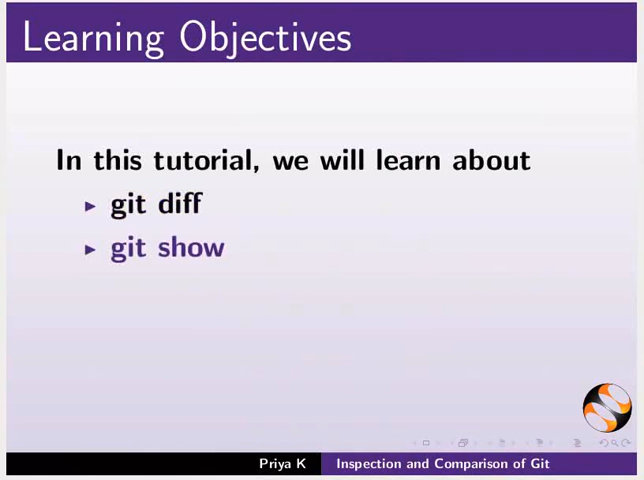 Learning Objectives
In this tutorial, we will learn about
git diff
git show
Priya K
Inspection and Comparison of Git